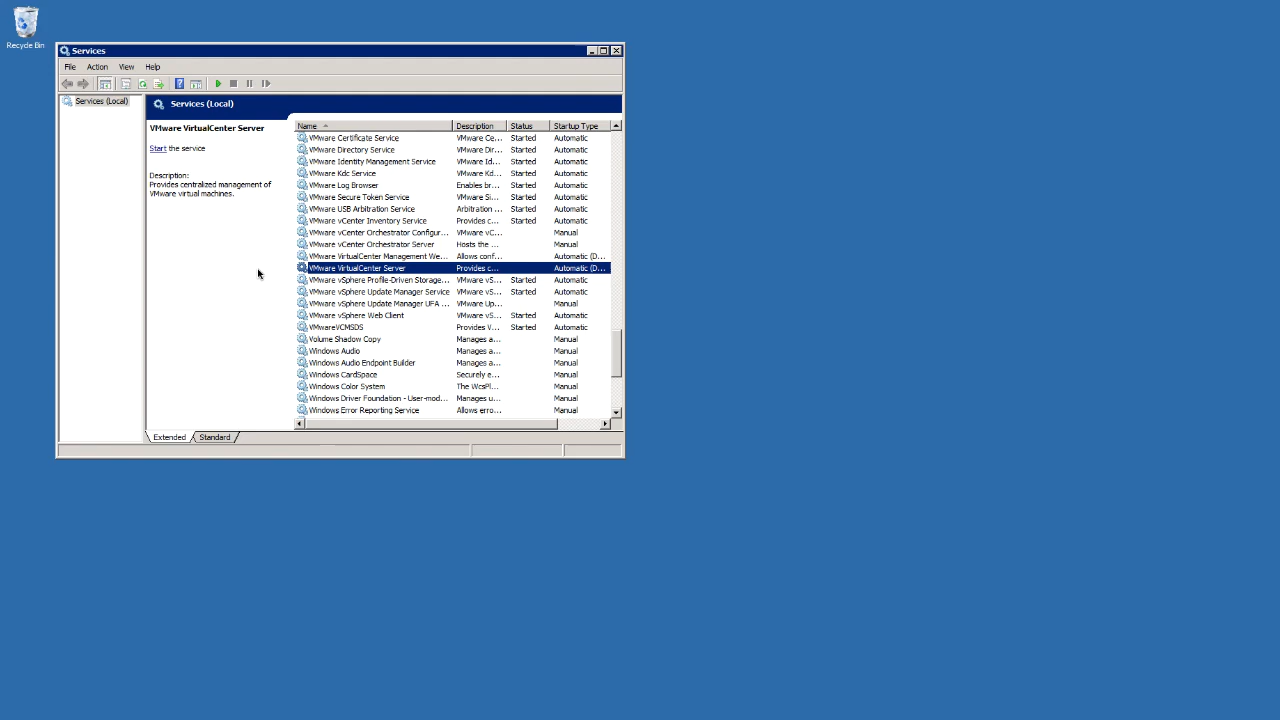 Recycle Bin
Services
File Action View Help
Services (Local)
Services (Local)
VMware VirtualCenter Server
Start the service
Description:
Provides centralized management of
VMware virtual machines.
Name Description Status Startup Type
VMware Certificate Service VMware Ce... Started Automatic
VMware Directory Service VMware Dir... Started Automatic
VMware Identity Management Service VMware Id... Started Automatic
VMware Kdc Service VMware Kd... Started Automatic
VMware Log Browser Enables br... Started Automatic
VMware Secure Token Service VMware Si... Started Automatic
VMware USB Arbitration Service Arbitration ... Started Automatic
VMware vCenter Inventory Service Provides c... Started Automatic
VMware vCenter Orchestrator Configur... VMware vC... Manual
VMware vCenter Orchestrator Server Hosts the ... Manual
VMware VirtualCenter Management We... Allows conf... Automatic (D...
VMware VirtualCenter Server Provides c... Automatic (D...
VMware vSphere Profile-Driven Storage... VMware vS... Started Automatic
VMware vSphere Update Manager Service VMware vS... Started Automatic
VMware vSphere Update Manager UFA ... VMware Up... Manual
VMware vSphere Web Client VMware vS... Started Automatic
VMwareVCMSDS Provides V... Started Automatic
Volume Shadow Copy Manages a... Manual
Windows Audio Manages a... Manual
Windows Audio Endpoint Builder Manages a... Manual
Windows CardSpace Securely e... Manual
Windows Color System The WcsPl... Manual
Windows Driver Foundation - User-mod... Manages u... Manual
Windows Error Reporting Service Allows erro... Manual
Extended Standard